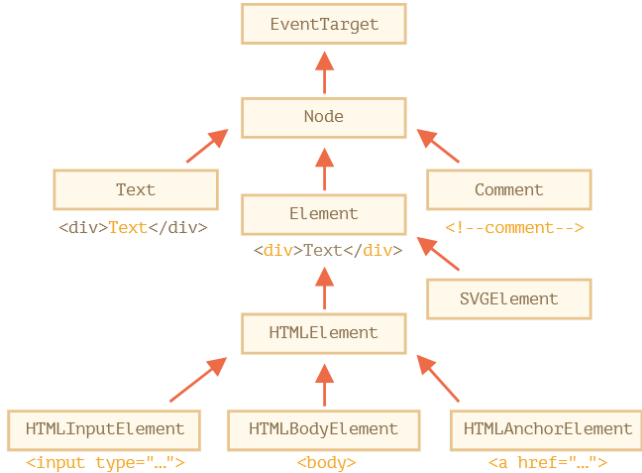 EventTarget
Node
Text
Element
Comment
<div>Text</div>
<!--comment-->
<div>Text</div>
SVGElement
HTMLElement
HTMLInputElement
HTMLBodyElement
HTMLAnchorElement
<input type="…">
<body>
<a href="…">